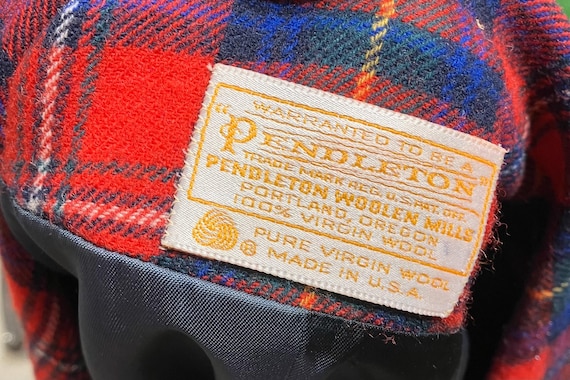 WARRANTED TO BE A
"PENDLETON"
TRADE MARK REG. U.S. PAT. OFF.
PENDLETON WOOLEN MILLS
PORTLAND, OREGON
100% VIRGIN WOOL
PURE VIRGIN WOOL
® MADE IN U.S.A.